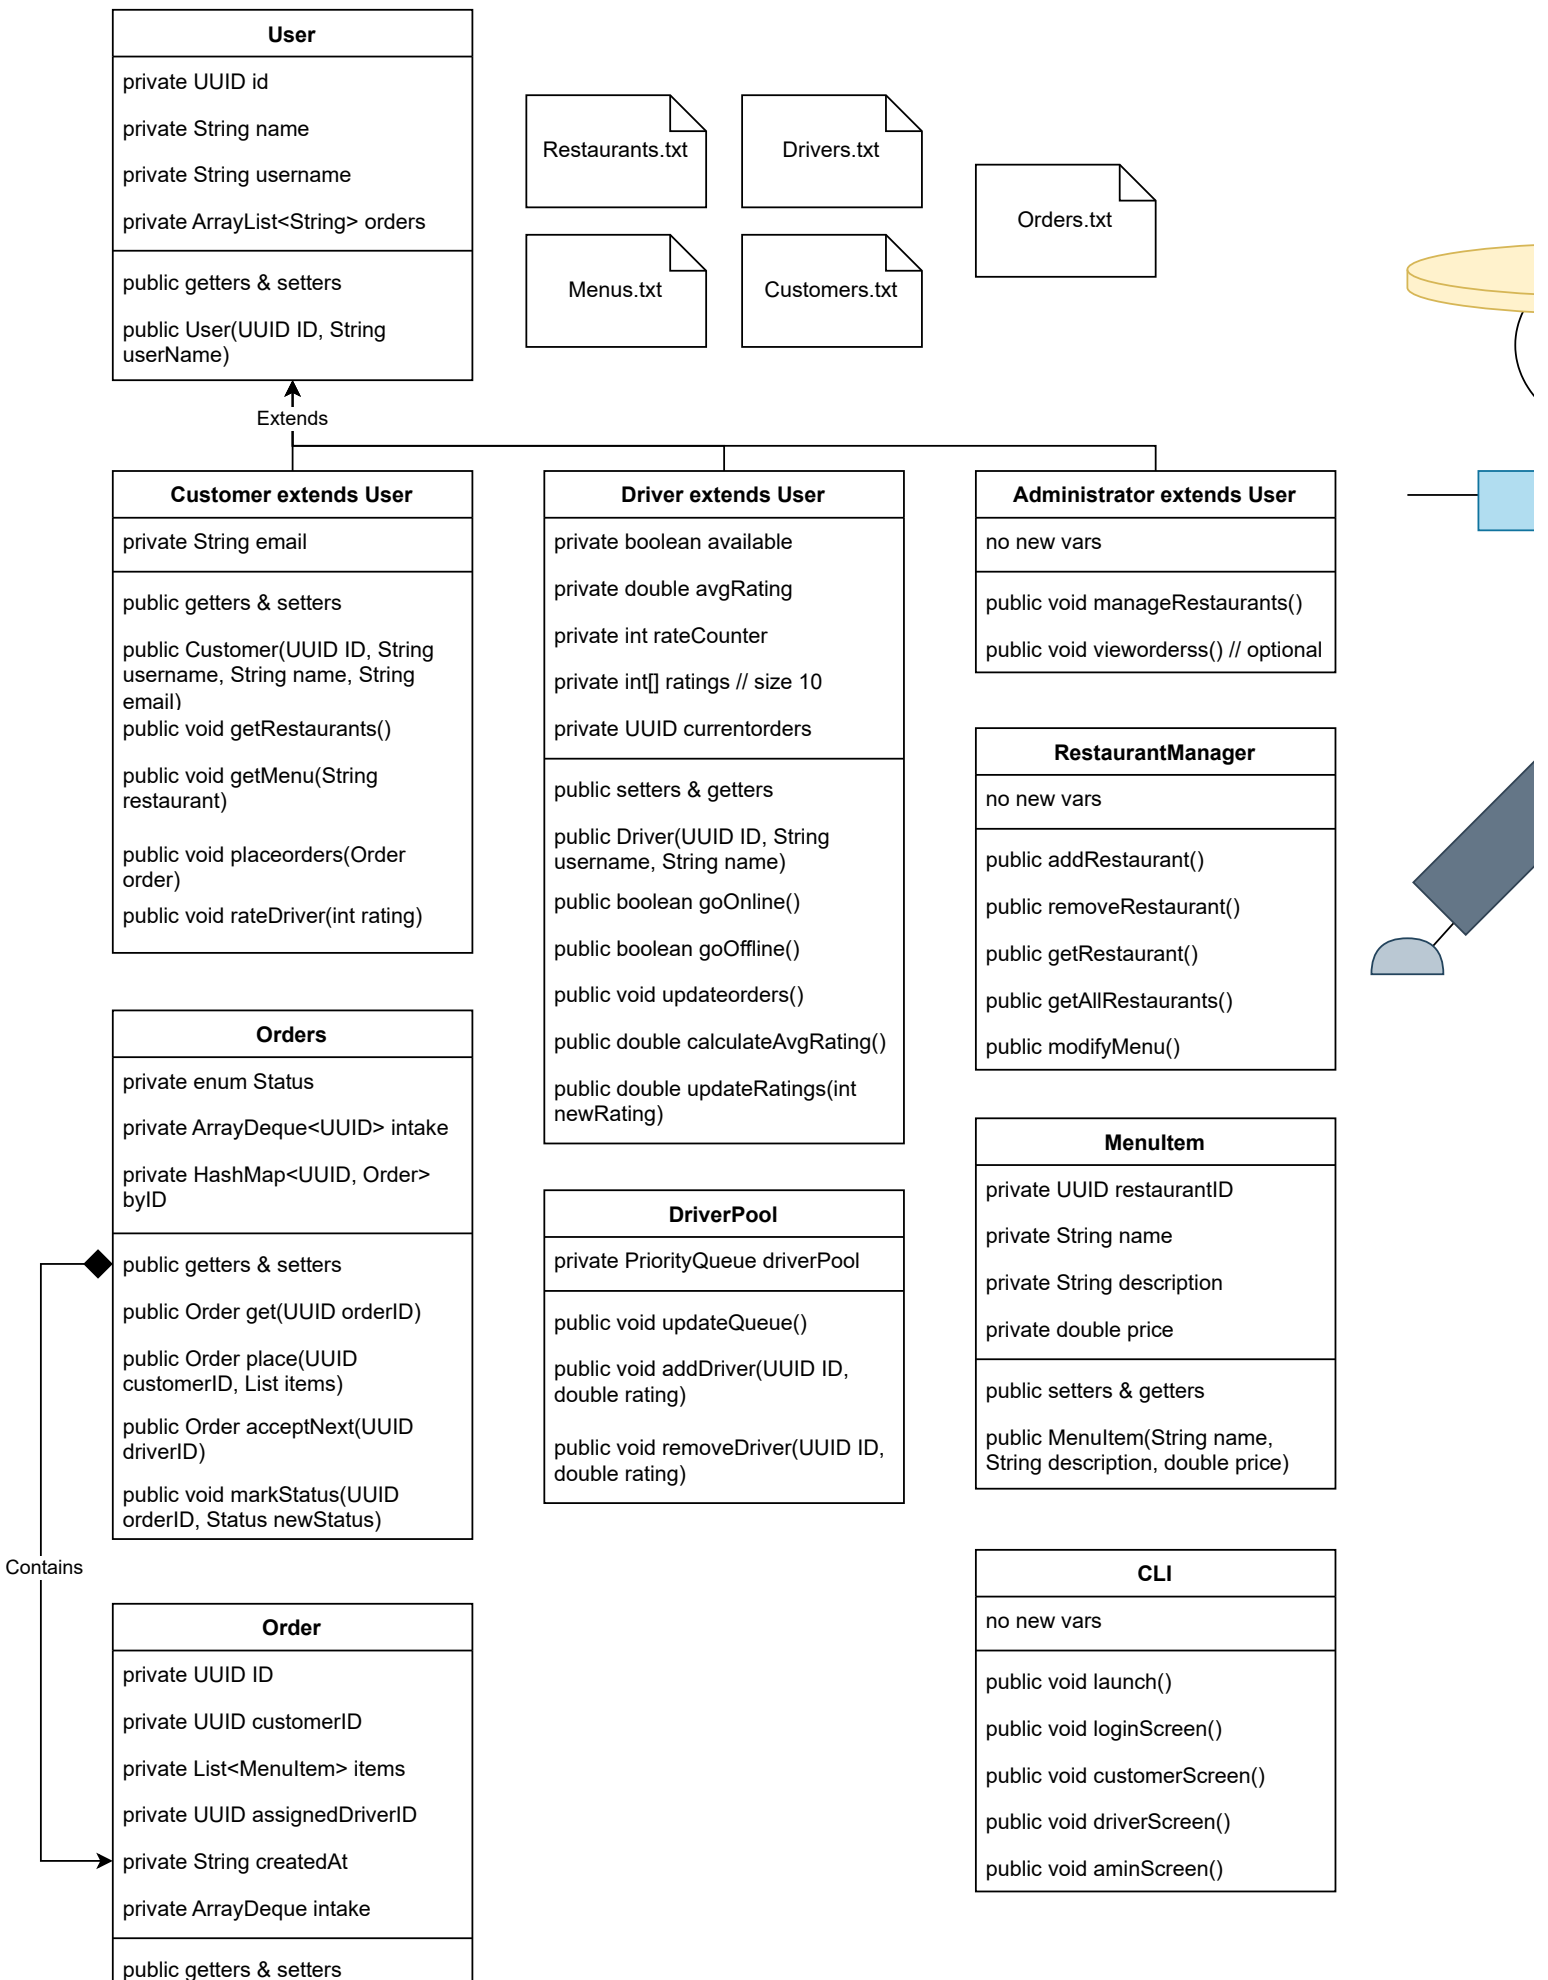 User
private UUID id
private String name
private String username
private ArrayList<String> orders
public getters & setters
public User(UUID ID, String
userName)
Restaurants.txt
Drivers.txt
Menus.txt
Customers.txt
Orders.txt
Extends
Customer extends User
private String email
public getters & setters
public Customer(UUID ID, String
username, String name, String
email)
public void getRestaurants()
public void getMenu(String
restaurant)
public void placeorders(Order
order)
public void rateDriver(int rating)
Driver extends User
private boolean available
private double avgRating
private int rateCounter
private int[] ratings // size 10
private UUID currentorders
public setters & getters
public Driver(UUID ID, String
username, String name)
public boolean goOnline()
public boolean goOffline()
public void updateorders()
public double calculateAvgRating()
public double updateRatings(int
newRating)
Administrator extends User
no new vars
public void manageRestaurants()
public void vieworderss() // optional
RestaurantManager
no new vars
public addRestaurant()
public removeRestaurant()
public getRestaurant()
public getAllRestaurants()
public modifyMenu()
Orders
private enum Status
private ArrayDeque<UUID> intake
private HashMap<UUID, Order>
byID
public getters & setters
public Order get(UUID orderID)
public Order place(UUID
customerID, List items)
public Order acceptNext(UUID
driverID)
public void markStatus(UUID
orderID, Status newStatus)
DriverPool
private PriorityQueue driverPool
public void updateQueue()
public void addDriver(UUID ID,
double rating)
public void removeDriver(UUID ID,
double rating)
MenuItem
private UUID restaurantID
private String name
private String description
private double price
public setters & getters
public MenuItem(String name,
String description, double price)
Contains
Order
private UUID ID
private UUID customerID
private List<MenuItem> items
private UUID assignedDriverID
private String createdAt
private ArrayDeque intake
public getters & setters
CLI
no new vars
public void launch()
public void loginScreen()
public void customerScreen()
public void driverScreen()
public void aminScreen()